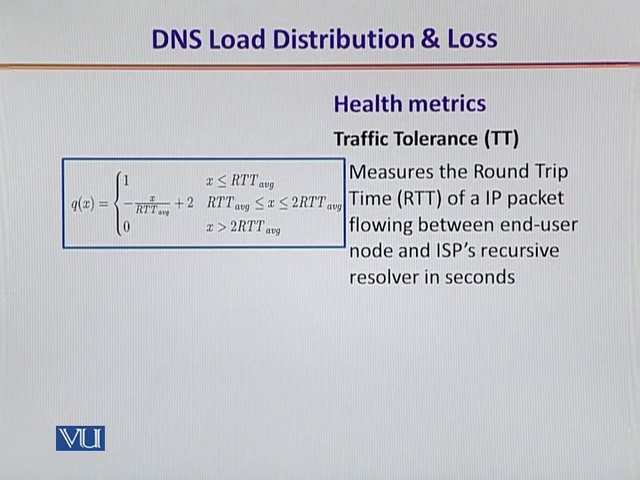 DNS Load Distribution & Loss
Health metrics
Traffic Tolerance (TT)
q(x) = { 1 x ≤ RTT_avg
-x/RTT_avg + 2 RTT_avg ≤ x ≤ 2RTT_avg
0 x > 2RTT_avg
Measures the Round Trip
Time (RTT) of a IP packet
flowing between end-user
node and ISP's recursive
resolver in seconds
VU